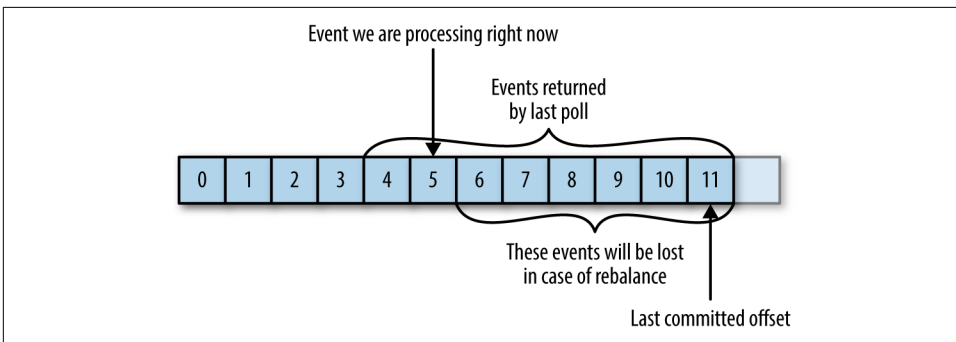 Event we are processing right now
Events returned
by last poll
0 1 2 3 4 5 6 7 8 9 10 11
These events will be lost
in case of rebalance
Last committed offset